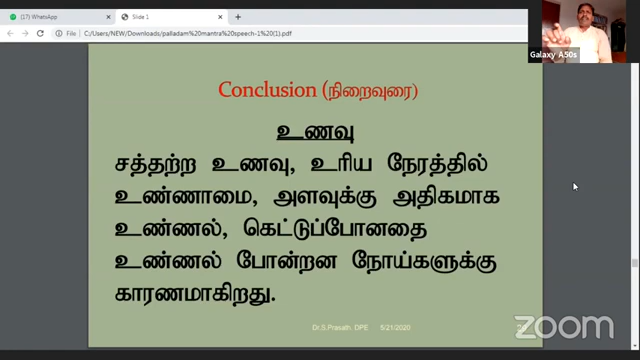 (17) WhatsApp
Slide 1
File | C:/Users/NEW/Downloads/palladam%20mantra%20speech-1%20(1).pdf
Galaxy A50s
Conclusion (நிறைவுரை)
உணவு
சத்தற்ற உணவு, உரிய நேரத்தில்
உண்ணாமை, அளவுக்கு அதிகமாக
உண்ணல், கெட்டுப்போனதை
உண்ணல் போன்றன நோய்களுக்கு
காரணமாகிறது.
Dr.S.Prasath, DPE 5/21/2020
zoom